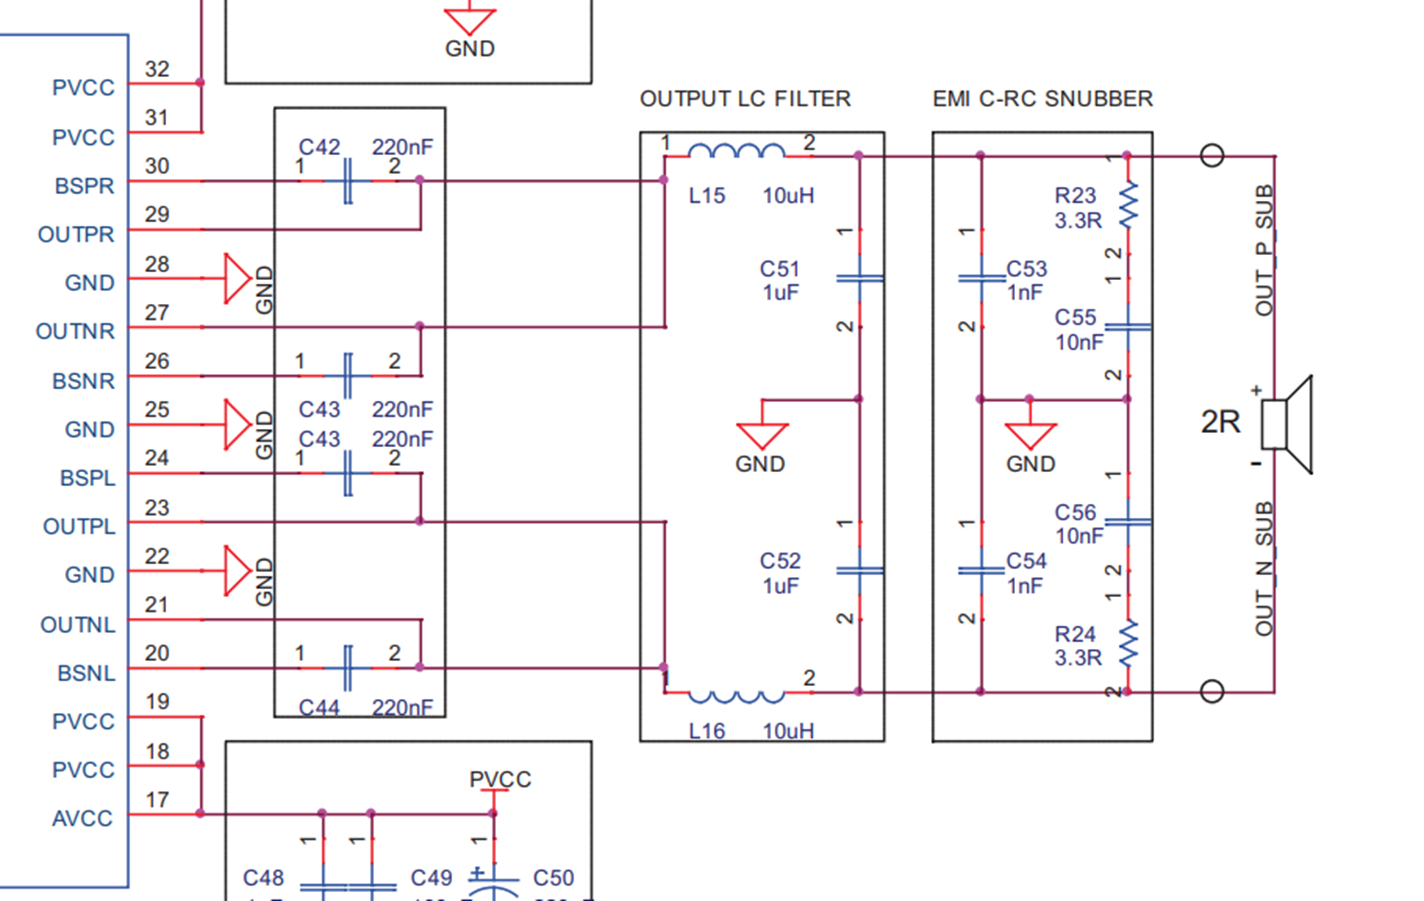 GND
OUTPUT LC FILTER
EMI C-RC SNUBBER
PVCC 32
PVCC 31
BSPR 30
OUTPR 29
GND 28
GND
OUTNR 27
BSNR 26
GND 25
GND
BSPL 24
OUTPL 23
GND 22
GND
OUTNL 21
BSNL 20
PVCC 19
PVCC 18
AVCC 17
C42 220nF
1 2
1 2
C43 220nF
C43 220nF
1 2
1 2
C44 220nF
1 2
L15 10uH
1
C51
1uF
2
GND
1
C52
1uF
2
1 2
L16 10uH
1
C53
1nF
2
GND
1
C54
1nF
2
1
R23
3.3R
2
1
C55
10nF
2
1
C56
10nF
2
1
R24
3.3R
2
OUT_P_SUB
+
2R
-
OUT_N_SUB
PVCC
1 1 1
C48 C49 + C50